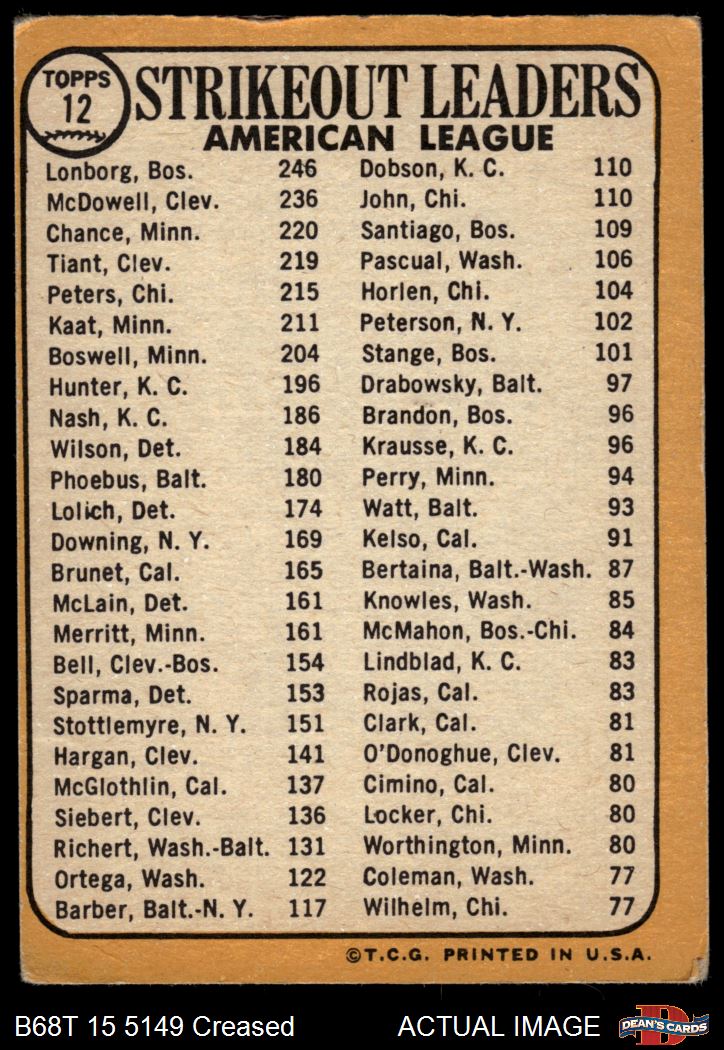 TOPPS
12
STRIKEOUT LEADERS
AMERICAN LEAGUE
Lonborg, Bos. 246
McDowell, Clev. 236
Chance, Minn. 220
Tiant, Clev. 219
Peters, Chi. 215
Kaat, Minn. 211
Boswell, Minn. 204
Hunter, K. C. 196
Nash, K. C. 186
Wilson, Det. 184
Phoebus, Balt. 180
Lolich, Det. 174
Downing, N. Y. 169
Brunet, Cal. 165
McLain, Det. 161
Merritt, Minn. 161
Bell, Clev.-Bos. 154
Sparma, Det. 153
Stottlemyre, N. Y. 151
Hargan, Clev. 141
McGlothlin, Cal. 137
Siebert, Clev. 136
Richert, Wash.-Balt. 131
Ortega, Wash. 122
Barber, Balt.-N. Y. 117
Dobson, K. C. 110
John, Chi. 110
Santiago, Bos. 109
Pascual, Wash. 106
Horlen, Chi. 104
Peterson, N. Y. 102
Stange, Bos. 101
Drabowsky, Balt. 97
Brandon, Bos. 96
Krausse, K. C. 96
Perry, Minn. 94
Watt, Balt. 93
Kelso, Cal. 91
Bertaina, Balt.-Wash. 87
Knowles, Wash. 85
McMahon, Bos.-Chi. 84
Lindblad, K. C. 83
Rojas, Cal. 83
Clark, Cal. 81
O'Donoghue, Clev. 81
Cimino, Cal. 80
Locker, Chi. 80
Worthington, Minn. 80
Coleman, Wash. 77
Wilhelm, Chi. 77
©T.C.G. PRINTED IN U.S.A.
B68T 15 5149 Creased ACTUAL IMAGE
D
DEAN'S CARDS